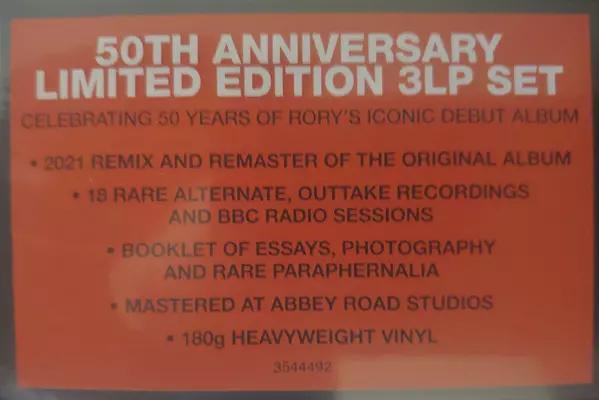 50TH ANNIVERSARY
LIMITED EDITION 3LP SET
CELEBRATING 50 YEARS OF RORY'S ICONIC DEBUT ALBUM
• 2021 REMIX AND REMASTER OF THE ORIGINAL ALBUM
• 18 RARE ALTERNATE, OUTTAKE RECORDINGS
AND BBC RADIO SESSIONS
• BOOKLET OF ESSAYS, PHOTOGRAPHY
AND RARE PARAPHERNALIA
• MASTERED AT ABBEY ROAD STUDIOS
• 180g HEAVYWEIGHT VINYL
3544492